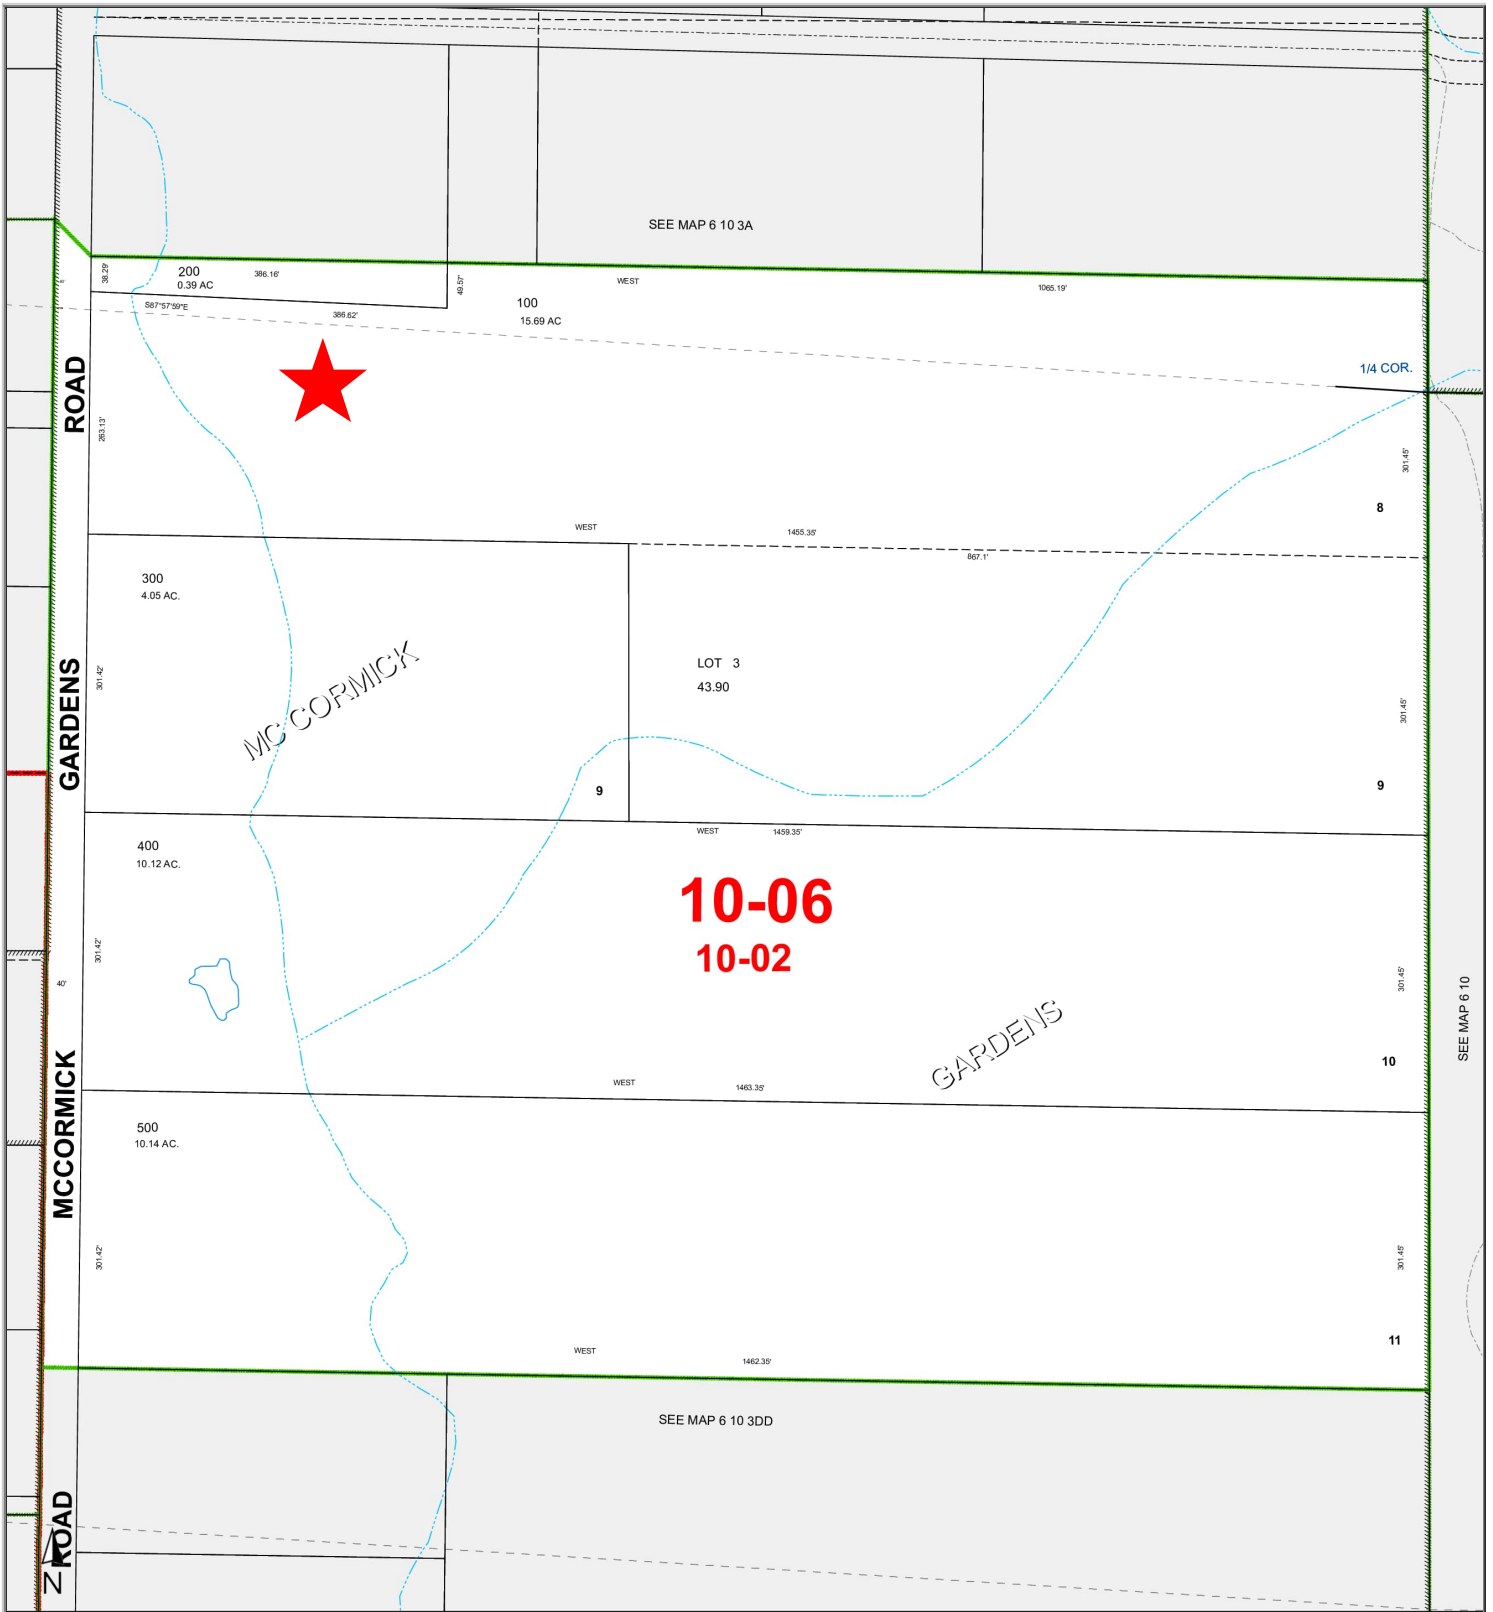 SEE MAP 6 10 3A
200
0.39 AC
386.16'
38.29'
49.57'
WEST
1065.19'
100
15.69 AC
S87°57'59"E
386.62'
1/4 COR.
ROAD
263.13'
301.45'
8
WEST
1455.35'
867.1'
300
4.05 AC.
LOT 3
43.90
MC CORMICK
GARDENS
301.42'
301.45'
9
9
WEST
1459.35'
400
10.12 AC.
10-06
10-02
301.42'
301.45'
40'
SEE MAP 6 10
GARDENS
10
MCCORMICK
WEST
1463.35'
500
10.14 AC.
301.42'
301.45'
11
WEST
1462.35'
SEE MAP 6 10 3DD
ROAD
N